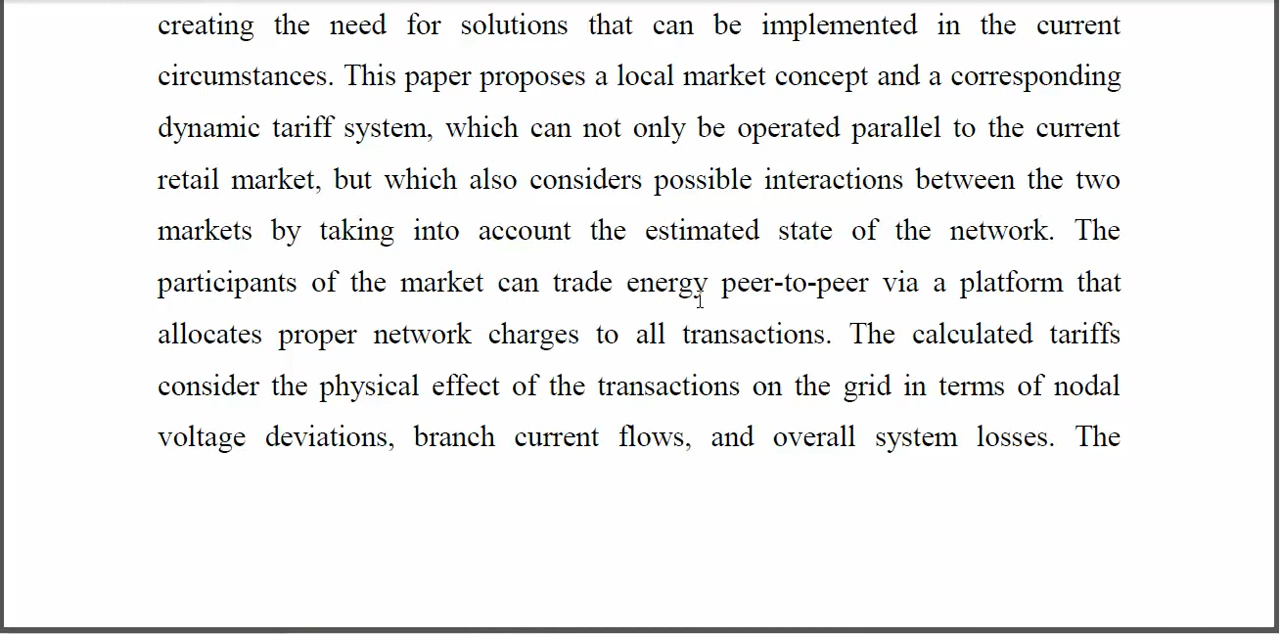 creating the need for solutions that can be implemented in the current
circumstances. This paper proposes a local market concept and a corresponding
dynamic tariff system, which can not only be operated parallel to the current
retail market, but which also considers possible interactions between the two
markets by taking into account the estimated state of the network. The
participants of the market can trade energy peer-to-peer via a platform that
allocates proper network charges to all transactions. The calculated tariffs
consider the physical effect of the transactions on the grid in terms of nodal
voltage deviations, branch current flows, and overall system losses. The